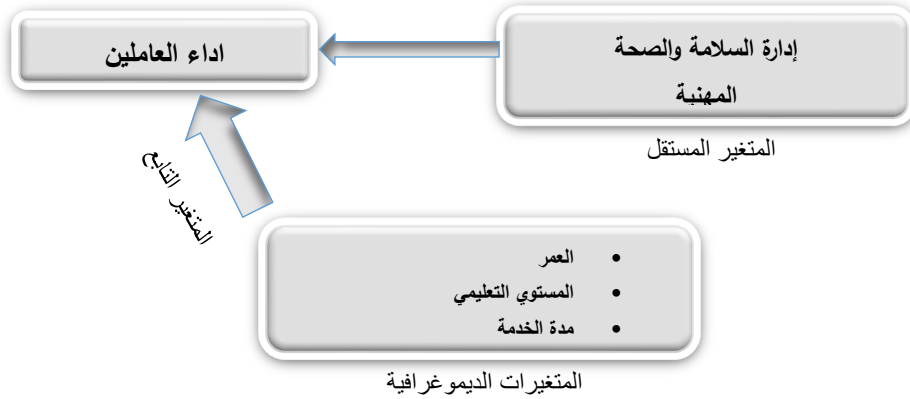 إدارة السلامة والصحة
المهنية
المتغير المستقل
اداء العاملين
المتغير التابع
• العمر
• المستوي التعليمي
• مدة الخدمة
المتغيرات الديموغرافية